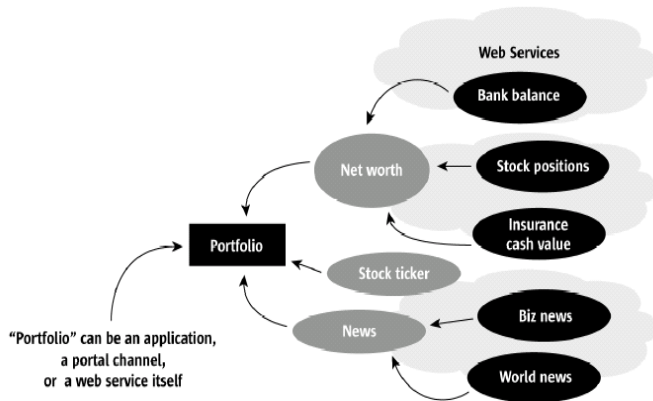 Web Services
Bank balance
Net worth
Stock positions
Insurance
cash value
Portfolio
Stock ticker
News
Biz news
World news
“Portfolio” can be an application,
a portal channel,
or a web service itself